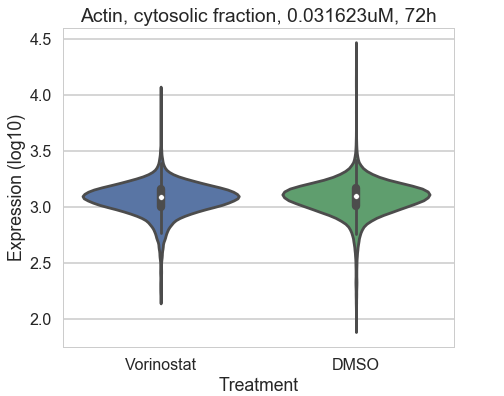 Actin, cytosolic fraction, 0.031623uM, 72h
Expression (log10)
4.5
4.0
3.5
3.0
2.5
2.0
Vorinostat DMSO
Treatment